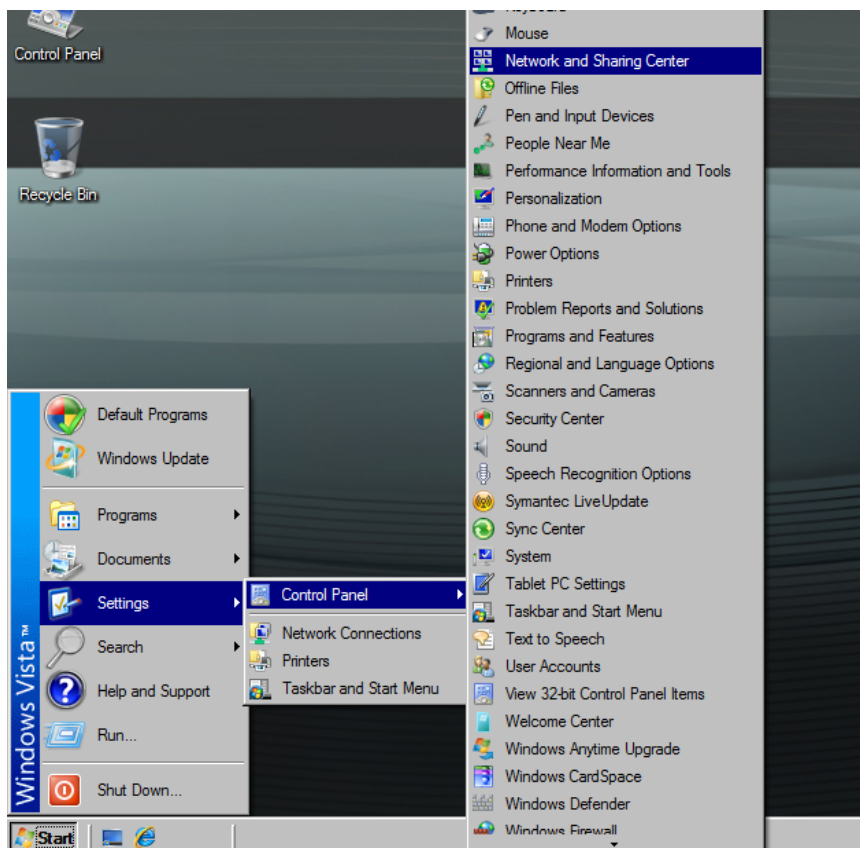 Control Panel
Recycle Bin
Default Programs
Windows Update
Programs
Documents
Settings
Search
Help and Support
Run...
Shut Down...
Windows Vista™
Start
Control Panel
Network Connections
Printers
Taskbar and Start Menu
Keyboard
Mouse
Network and Sharing Center
Offline Files
Pen and Input Devices
People Near Me
Performance Information and Tools
Personalization
Phone and Modem Options
Power Options
Printers
Problem Reports and Solutions
Programs and Features
Regional and Language Options
Scanners and Cameras
Security Center
Sound
Speech Recognition Options
Symantec LiveUpdate
Sync Center
System
Tablet PC Settings
Taskbar and Start Menu
Text to Speech
User Accounts
View 32-bit Control Panel Items
Welcome Center
Windows Anytime Upgrade
Windows CardSpace
Windows Defender
Windows Firewall